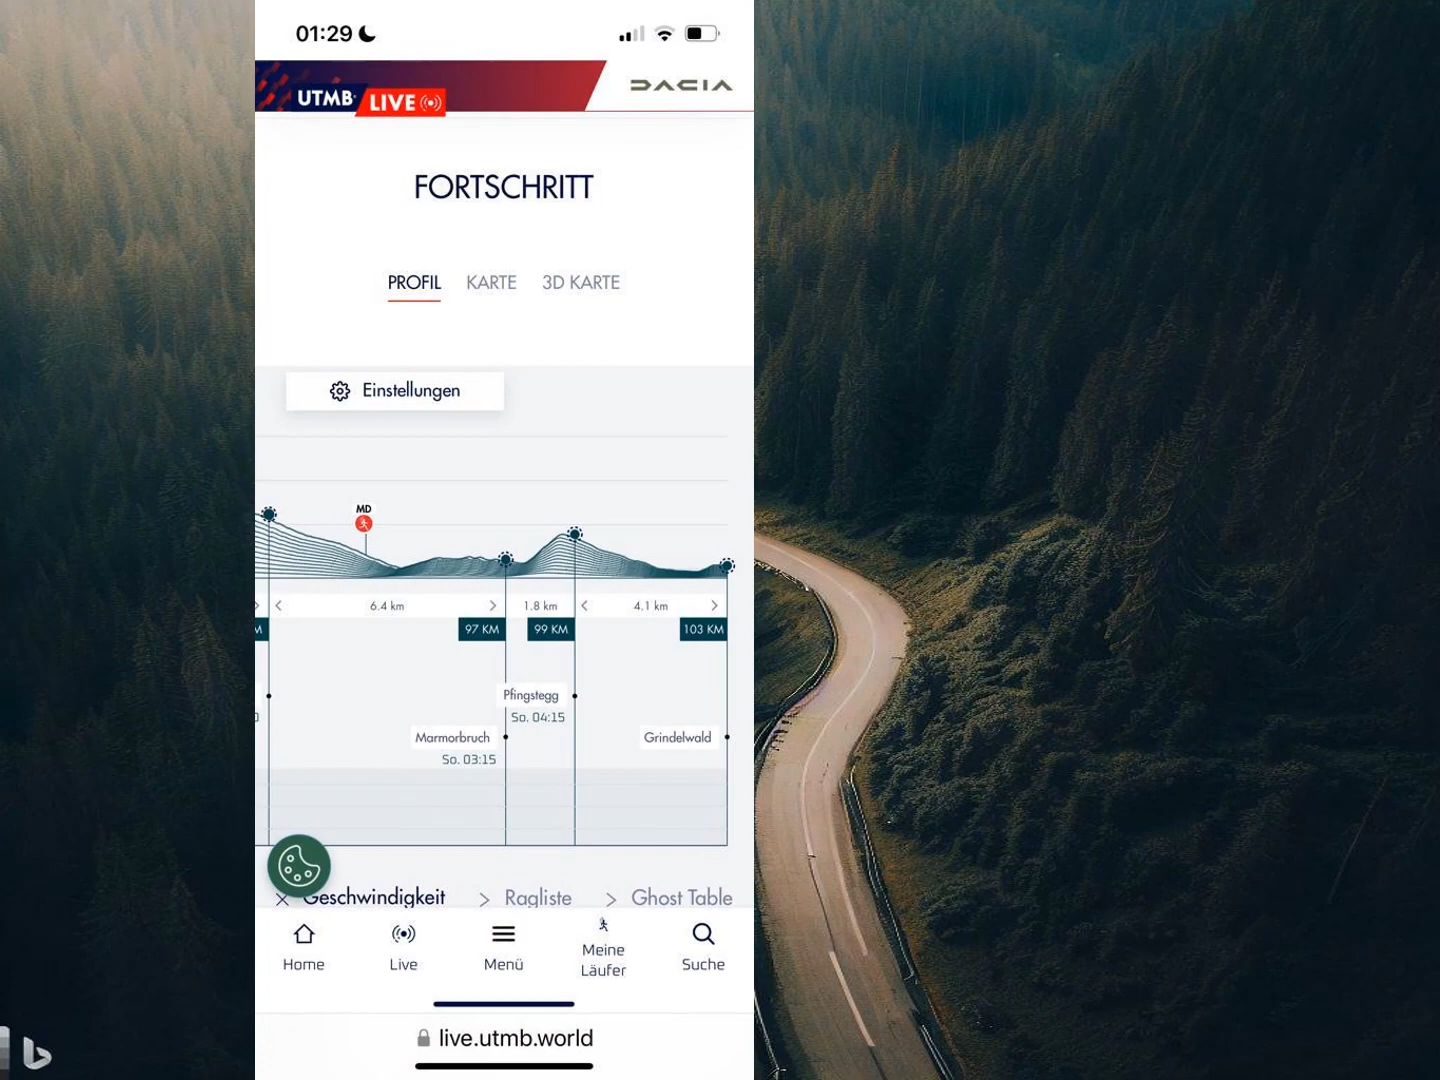 01:29
UTMB LIVE
DACIA
FORTSCHRITT
PROFIL KARTE 3D KARTE
Einstellungen
MD
6.4 km 1.8 km 4.1 km
M 97 KM 99 KM 103 KM
Pfingstegg
So. 04:15
Marmorbruch Grindelwald
So. 03:15
Geschwindigkeit Ragliste Ghost Table
Home Live Menü Meine Läufer Suche
live.utmb.world